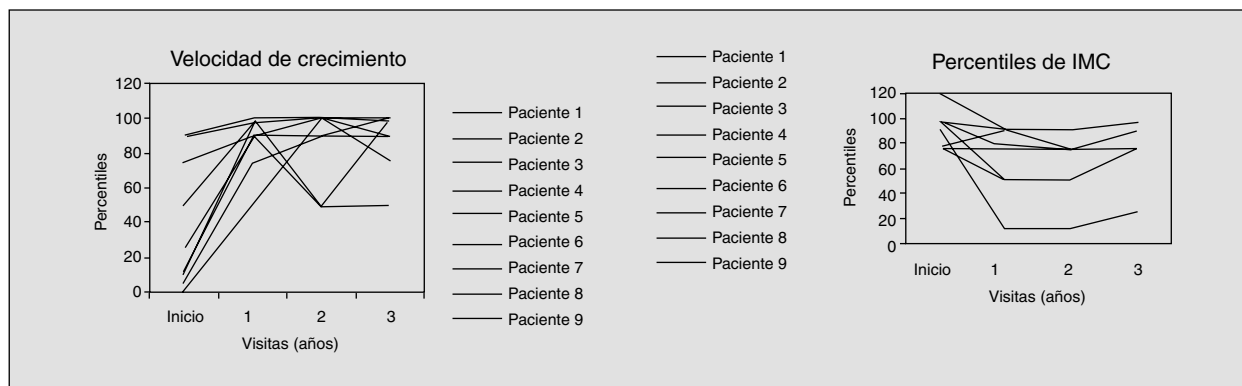 Velocidad de crecimiento
120
100
80
60
40
20
0
Percentiles
Inicio 1 2 3
Visitas (años)
Paciente 1
Paciente 2
Paciente 3
Paciente 4
Paciente 5
Paciente 6
Paciente 7
Paciente 8
Paciente 9
Paciente 1
Paciente 2
Paciente 3
Paciente 4
Paciente 5
Paciente 6
Paciente 7
Paciente 8
Paciente 9
Percentiles de IMC
120
100
80
60
40
20
0
Percentiles
Inicio 1 2 3
Visitas (años)